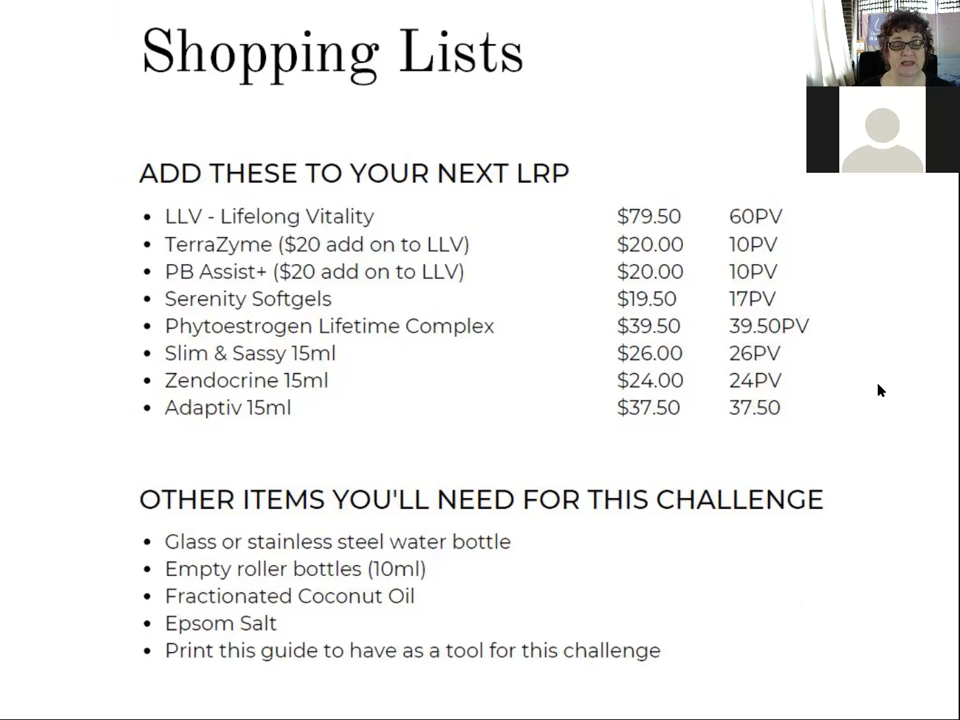 Shopping Lists
ADD THESE TO YOUR NEXT LRP
• LLV - Lifelong Vitality $79.50 60PV
• TerraZyme ($20 add on to LLV) $20.00 10PV
• PB Assist+ ($20 add on to LLV) $20.00 10PV
• Serenity Softgels $19.50 17PV
• Phytoestrogen Lifetime Complex $39.50 39.50PV
• Slim & Sassy 15ml $26.00 26PV
• Zendocrine 15ml $24.00 24PV
• Adaptiv 15ml $37.50 37.50
OTHER ITEMS YOU'LL NEED FOR THIS CHALLENGE
• Glass or stainless steel water bottle
• Empty roller bottles (10ml)
• Fractionated Coconut Oil
• Epsom Salt
• Print this guide to have as a tool for this challenge